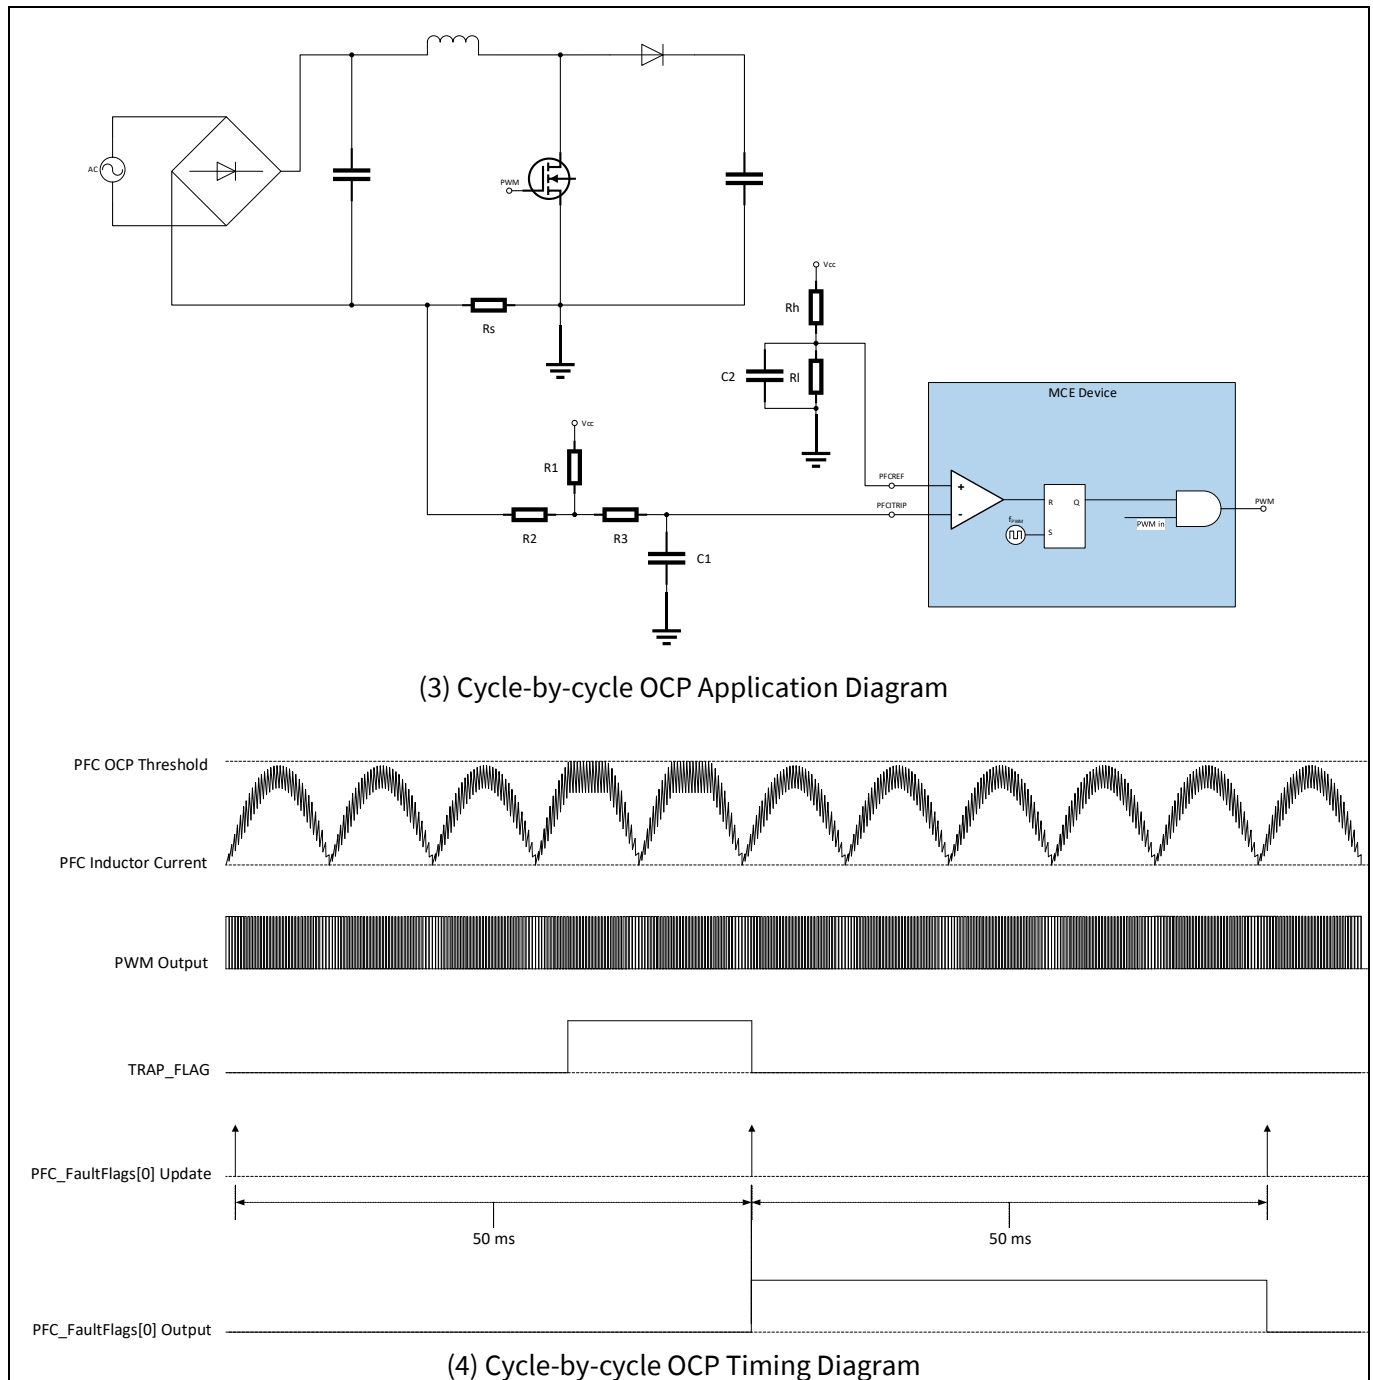 AC
PWM
Rs
Vcc
Rh
C2
Rl
MCE Device
Vcc
R1
PFCREF
PFCITRIP
+
-
R
Q
S
fPWM
PWM in
PWM
R2
R3
C1
(3) Cycle-by-cycle OCP Application Diagram
PFC OCP Threshold
PFC Inductor Current
PWM Output
TRAP_FLAG
PFC_FaultFlags[0] Update
50 ms
50 ms
PFC_FaultFlags[0] Output
(4) Cycle-by-cycle OCP Timing Diagram